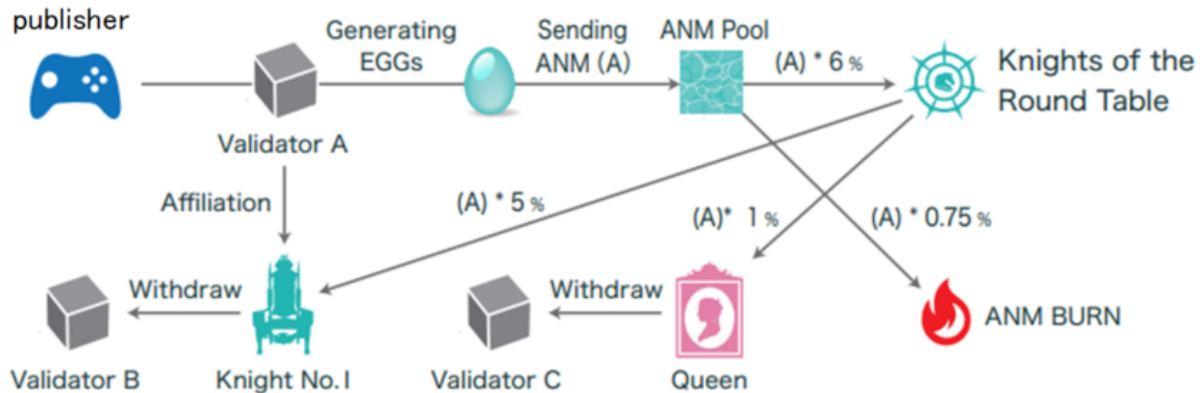 publisher
Generating
EGGs
Sending
ANM (A)
ANM Pool
(A) * 6 %
Knights of the
Round Table
Validator A
Affiliation
(A) * 5 %
(A)* 1 %
(A) * 0.75 %
Withdraw
Withdraw
ANM BURN
Validator B
Knight No.1
Validator C
Queen